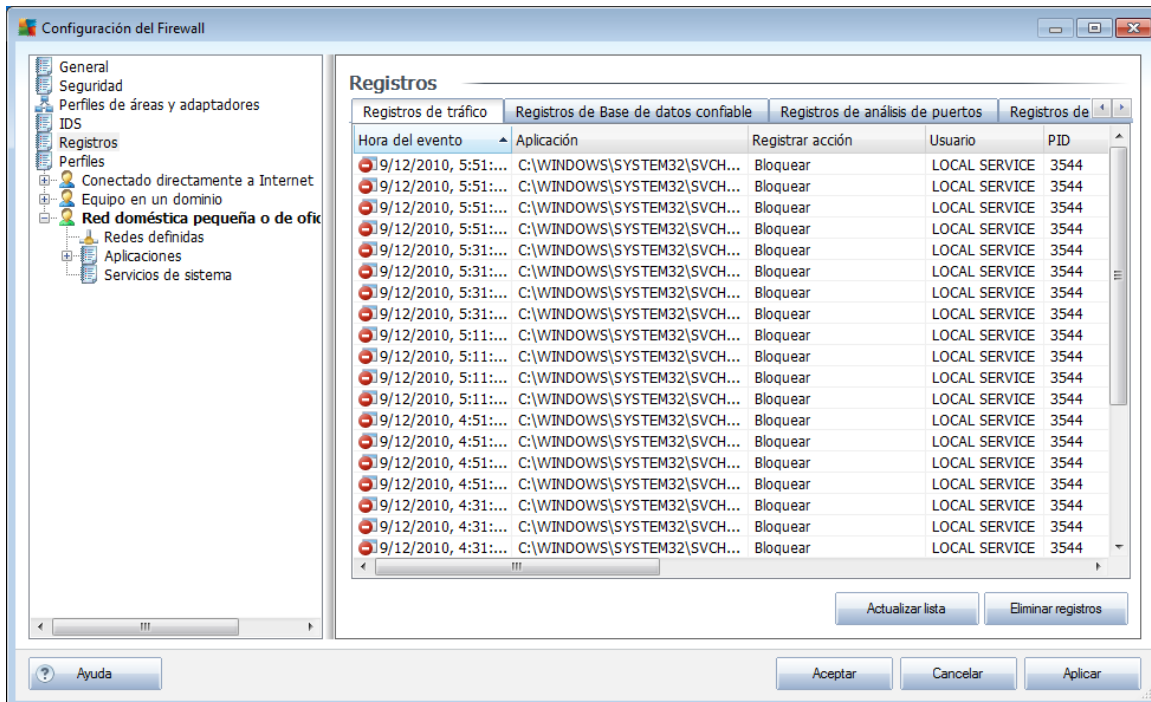 Configuración del Firewall
General
Seguridad
Perfiles de áreas y adaptadores
IDS
Registros
Perfiles
Conectado directamente a Internet
Equipo en un dominio
Red doméstica pequeña o de ofic
Redes definidas
Aplicaciones
Servicios de sistema
Registros
Registros de tráfico Registros de Base de datos confiable Registros de análisis de puertos Registros de
Hora del evento Aplicación Registrar acción Usuario PID
9/12/2010, 5:51:... C:\WINDOWS\SYSTEM32\SVCH... Bloquear LOCAL SERVICE 3544
9/12/2010, 5:51:... C:\WINDOWS\SYSTEM32\SVCH... Bloquear LOCAL SERVICE 3544
9/12/2010, 5:51:... C:\WINDOWS\SYSTEM32\SVCH... Bloquear LOCAL SERVICE 3544
9/12/2010, 5:51:... C:\WINDOWS\SYSTEM32\SVCH... Bloquear LOCAL SERVICE 3544
9/12/2010, 5:31:... C:\WINDOWS\SYSTEM32\SVCH... Bloquear LOCAL SERVICE 3544
9/12/2010, 5:31:... C:\WINDOWS\SYSTEM32\SVCH... Bloquear LOCAL SERVICE 3544
9/12/2010, 5:31:... C:\WINDOWS\SYSTEM32\SVCH... Bloquear LOCAL SERVICE 3544
9/12/2010, 5:31:... C:\WINDOWS\SYSTEM32\SVCH... Bloquear LOCAL SERVICE 3544
9/12/2010, 5:11:... C:\WINDOWS\SYSTEM32\SVCH... Bloquear LOCAL SERVICE 3544
9/12/2010, 5:11:... C:\WINDOWS\SYSTEM32\SVCH... Bloquear LOCAL SERVICE 3544
9/12/2010, 5:11:... C:\WINDOWS\SYSTEM32\SVCH... Bloquear LOCAL SERVICE 3544
9/12/2010, 5:11:... C:\WINDOWS\SYSTEM32\SVCH... Bloquear LOCAL SERVICE 3544
9/12/2010, 4:51:... C:\WINDOWS\SYSTEM32\SVCH... Bloquear LOCAL SERVICE 3544
9/12/2010, 4:51:... C:\WINDOWS\SYSTEM32\SVCH... Bloquear LOCAL SERVICE 3544
9/12/2010, 4:51:... C:\WINDOWS\SYSTEM32\SVCH... Bloquear LOCAL SERVICE 3544
9/12/2010, 4:51:... C:\WINDOWS\SYSTEM32\SVCH... Bloquear LOCAL SERVICE 3544
9/12/2010, 4:31:... C:\WINDOWS\SYSTEM32\SVCH... Bloquear LOCAL SERVICE 3544
9/12/2010, 4:31:... C:\WINDOWS\SYSTEM32\SVCH... Bloquear LOCAL SERVICE 3544
9/12/2010, 4:31:... C:\WINDOWS\SYSTEM32\SVCH... Bloquear LOCAL SERVICE 3544
Actualizar lista Eliminar registros
Ayuda Aceptar Cancelar Aplicar